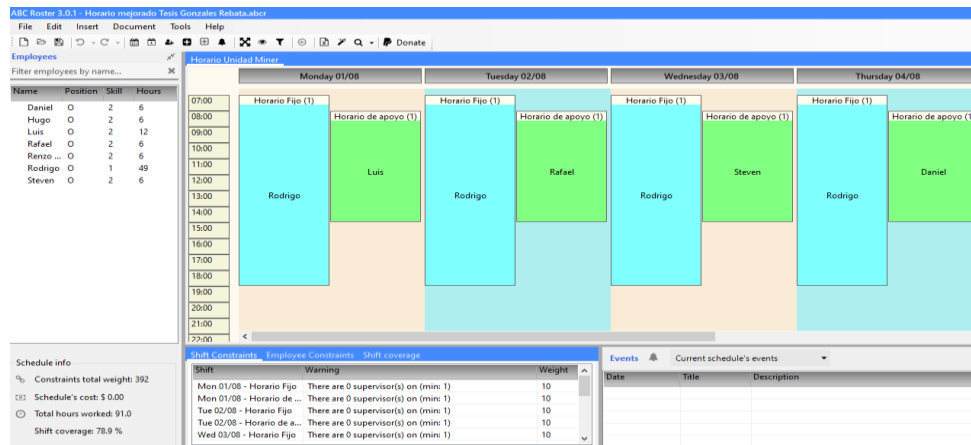 ABC Roster 3.0.1 - Horario mejorado Tesis Gonzales Rebata.abcr
File Edit Insert Document Tools Help
Donate
Employees
Filter employees by name...
Name Position Skill Hours
Daniel O 2 6
Hugo O 2 6
Luis O 2 12
Rafael O 2 6
Renzo ... O 2 6
Rodrigo O 1 49
Steven O 2 6
Horario Unidad Miner
Monday 01/08 Tuesday 02/08 Wednesday 03/08 Thursday 04/08
07:00 Horario Fijo (1) Horario Fijo (1) Horario Fijo (1) Horario Fijo (1)
08:00 Horario de apoyo (1) Horario de apoyo (1) Horario de apoyo (1) Horario de apoyo (1
09:00
10:00
11:00
Luis Rafael Steven Daniel
12:00
13:00 Rodrigo Rodrigo Rodrigo Rodrigo
14:00
15:00
16:00
17:00
18:00
19:00
20:00
21:00
22:00
Schedule info
Constraints total weight: 392
Schedule's cost: $ 0.00
Total hours worked: 91.0
Shift coverage: 78.9 %
Shift Constraints Employee Constraints Shift coverage
Shift Warning Weight
Mon 01/08 - Horario Fijo There are 0 supervisor(s) on (min: 1) 10
Mon 01/08 - Horario de ... There are 0 supervisor(s) on (min: 1) 10
Tue 02/08 - Horario Fijo There are 0 supervisor(s) on (min: 1) 10
Tue 02/08 - Horario de a... There are 0 supervisor(s) on (min: 1) 10
Wed 03/08 - Horario Fijo There are 0 supervisor(s) on (min: 1) 10
Events Current schedule's events
Date Title Description